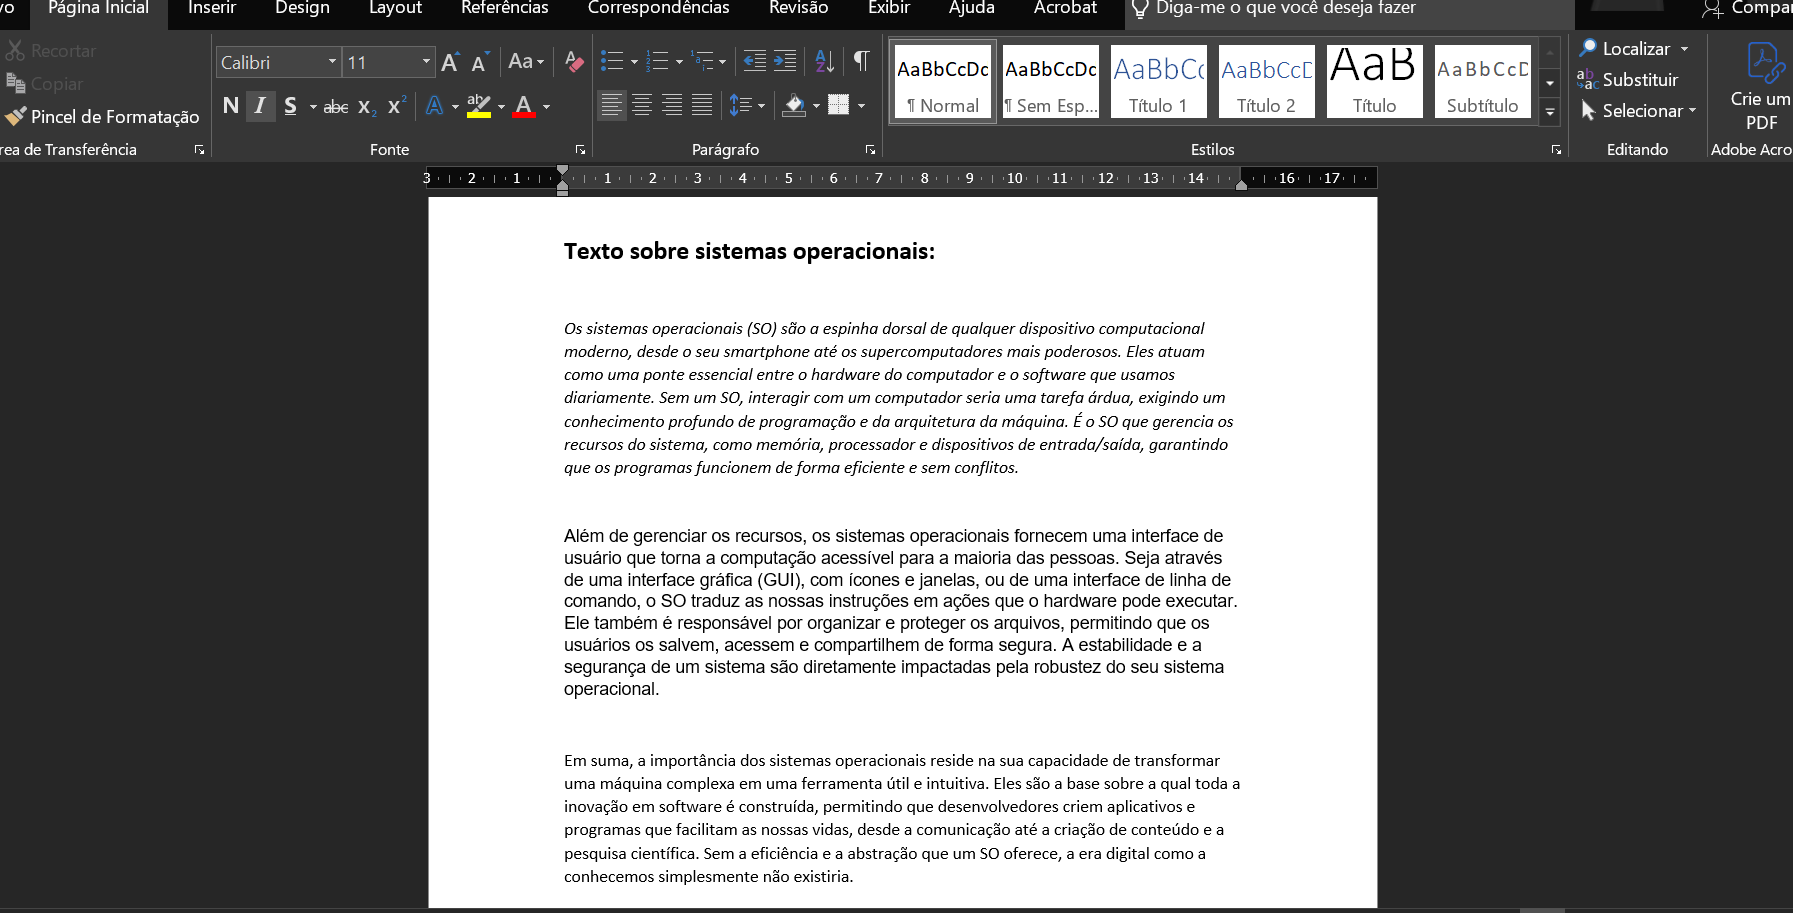 vo Página Inicial Inserir Design Layout Referências Correspondências Revisão Exibir Ajuda Acrobat Diga-me o que você deseja fazer Compar
Recortar
Copiar
Pincel de Formatação
rea de Transferência
Calibri 11 A A Aa A
N I S abc x2 x2 A ab A
Fonte
A Z ¶
Parágrafo
AaBbCcDc AaBbCcDc AaBbCc AaBbCcD AaB AaBbCcD
¶ Normal ¶ Sem Esp... Título 1 Título 2 Título Subtítulo
Estilos
Localizar
Substituir
Selecionar
Editando
Crie um
PDF
Adobe Acro
3 2 1 1 2 3 4 5 6 7 8 9 10 11 12 13 14 16 17
Texto sobre sistemas operacionais:
Os sistemas operacionais (SO) são a espinha dorsal de qualquer dispositivo computacional
moderno, desde o seu smartphone até os supercomputadores mais poderosos. Eles atuam
como uma ponte essencial entre o hardware do computador e o software que usamos
diariamente. Sem um SO, interagir com um computador seria uma tarefa árdua, exigindo um
conhecimento profundo de programação e da arquitetura da máquina. É o SO que gerencia os
recursos do sistema, como memória, processador e dispositivos de entrada/saída, garantindo
que os programas funcionem de forma eficiente e sem conflitos.
Além de gerenciar os recursos, os sistemas operacionais fornecem uma interface de
usuário que torna a computação acessível para a maioria das pessoas. Seja através
de uma interface gráfica (GUI), com ícones e janelas, ou de uma interface de linha de
comando, o SO traduz as nossas instruções em ações que o hardware pode executar.
Ele também é responsável por organizar e proteger os arquivos, permitindo que os
usuários os salvem, acessem e compartilhem de forma segura. A estabilidade e a
segurança de um sistema são diretamente impactadas pela robustez do seu sistema
operacional.
Em suma, a importância dos sistemas operacionais reside na sua capacidade de transformar
uma máquina complexa em uma ferramenta útil e intuitiva. Eles são a base sobre a qual toda a
inovação em software é construída, permitindo que desenvolvedores criem aplicativos e
programas que facilitam as nossas vidas, desde a comunicação até a criação de conteúdo e a
pesquisa científica. Sem a eficiência e a abstração que um SO oferece, a era digital como a
conhecemos simplesmente não existiria.